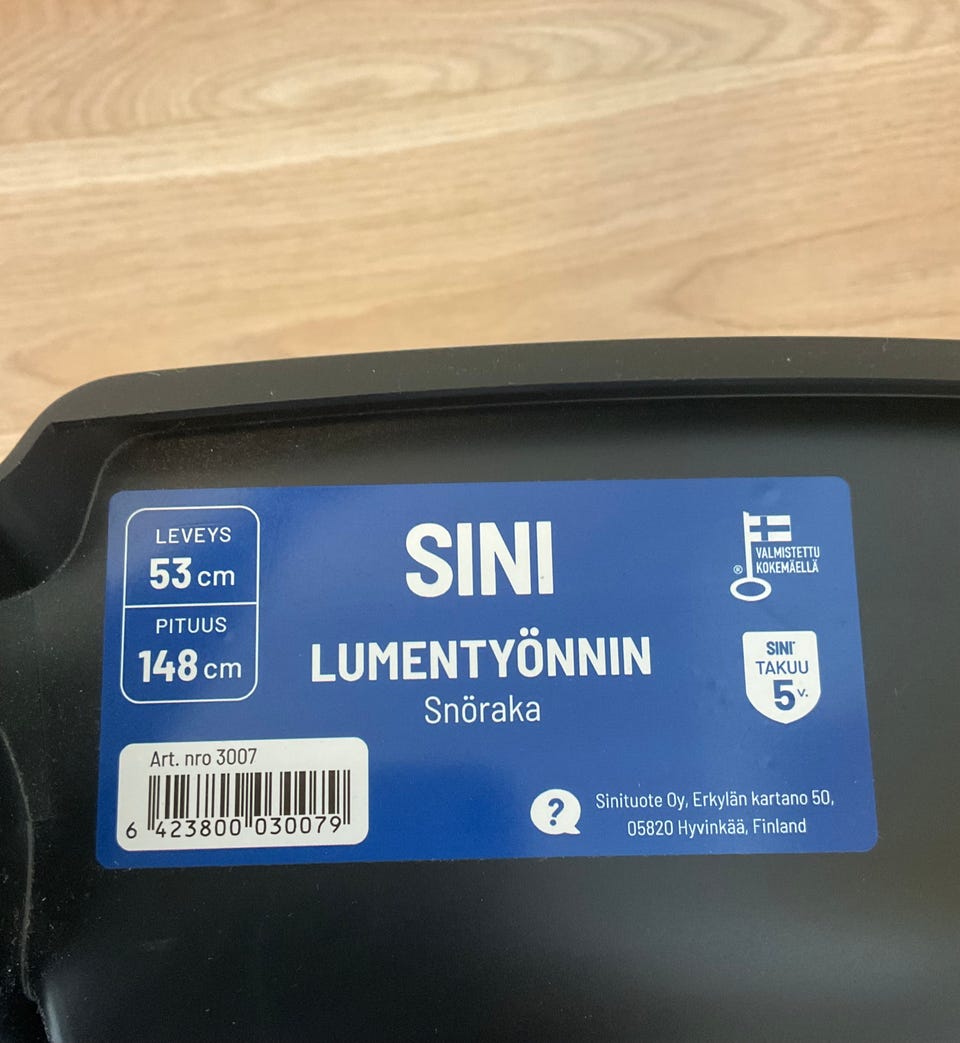 LEVEYS
53 cm
PITUUS
148 cm
SINI
LUMENTYÖNNIN
Snöraka
® VALMISTETTU
KOKEMÄELLÄ
SINI®
TAKUU
5 v.
Art. nro 3007
6 423800 030079
?
Sinituote Oy, Erkylän kartano 50,
05820 Hyvinkää, Finland